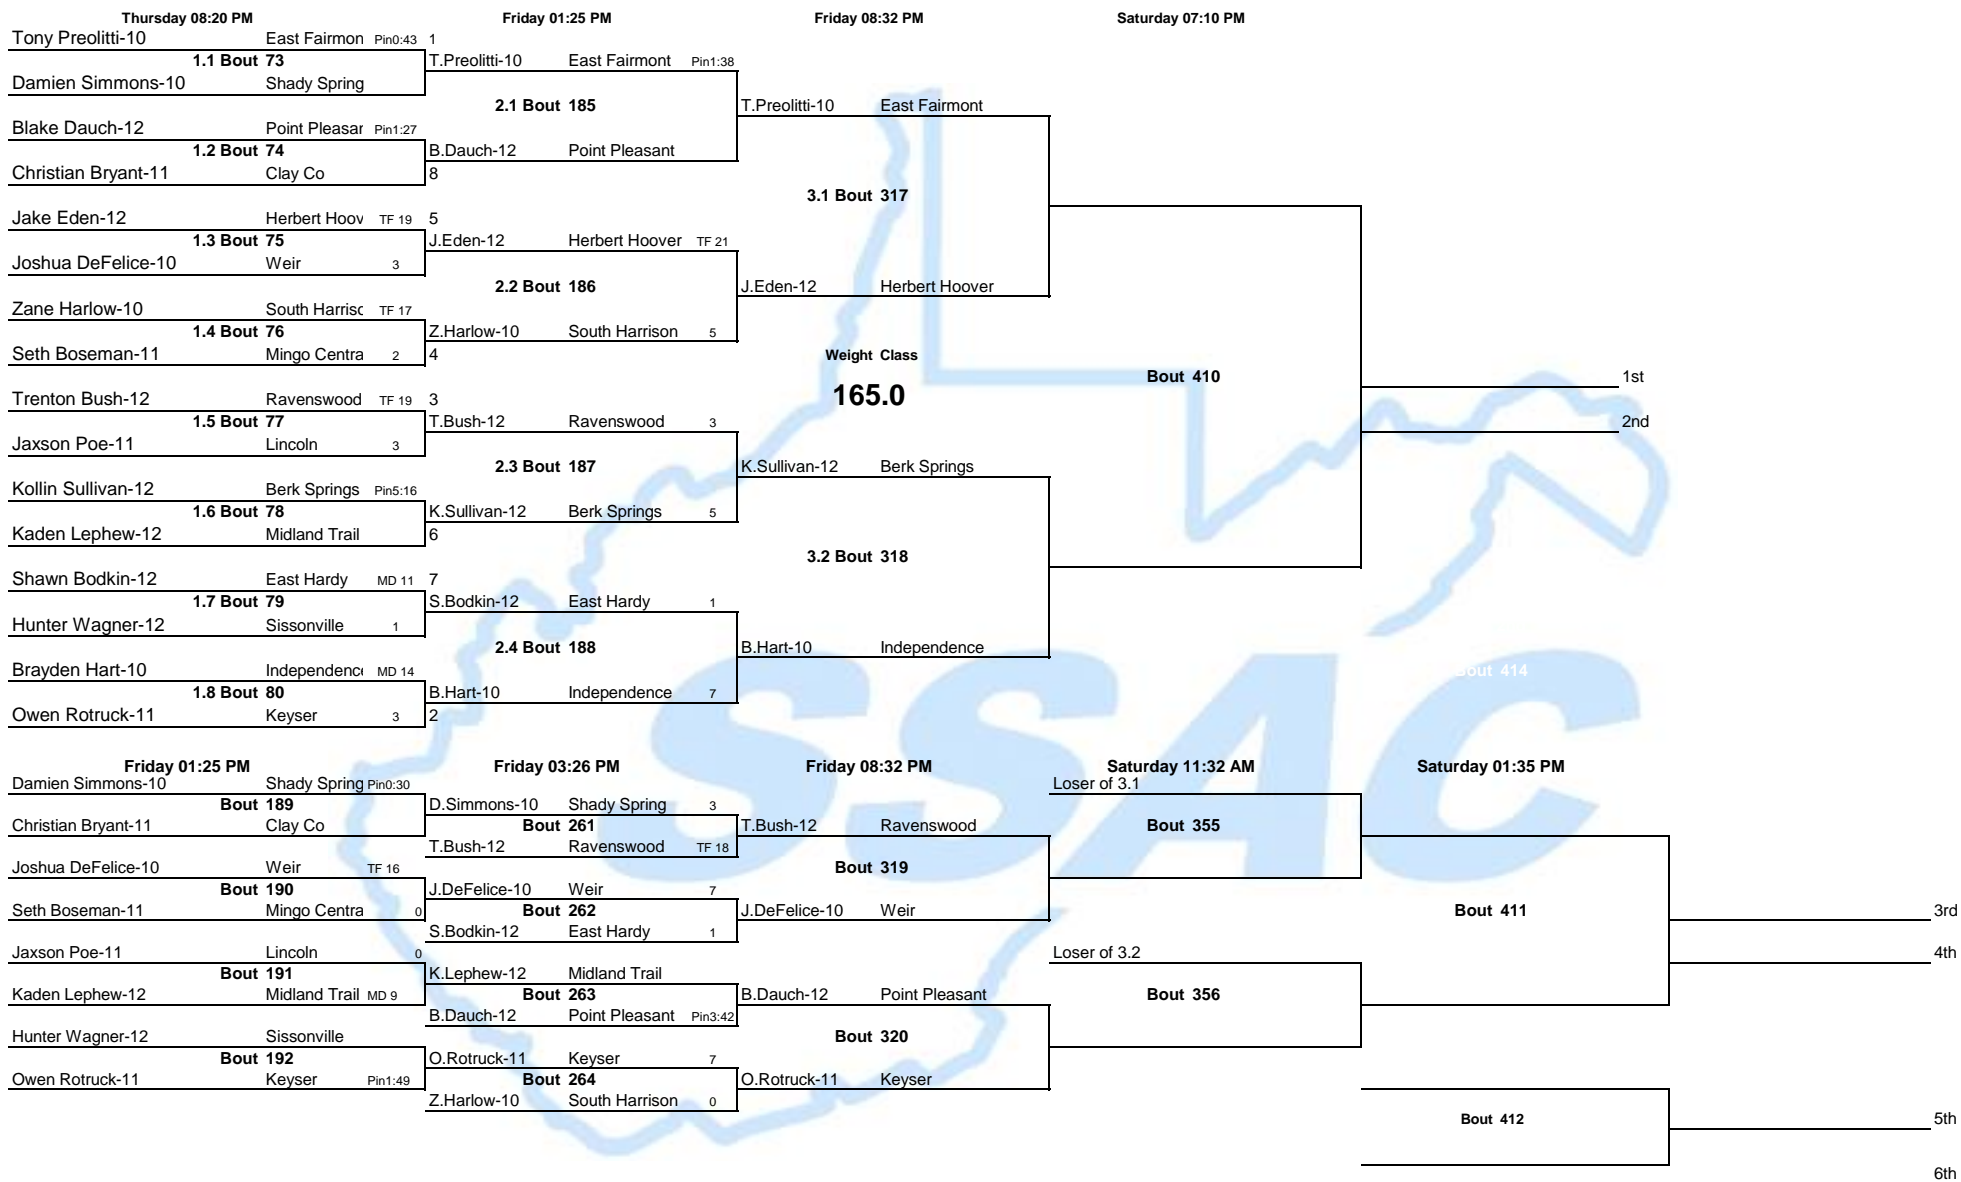 Thursday 08:20 PM Friday 01:25 PM Friday 08:32 PM Saturday 07:10 PM
Tony Preolitti-10 East Fairmon Pin0:43 1
1.1 Bout 73 T.Preolitti-10 East Fairmont Pin1:38
Damien Simmons-10 Shady Spring
2.1 Bout 185 T.Preolitti-10 East Fairmont
Blake Dauch-12 Point Pleasar Pin1:27
1.2 Bout 74 B.Dauch-12 Point Pleasant
Christian Bryant-11 Clay Co 8
3.1 Bout 317
Jake Eden-12 Herbert Hoov TF 19 5
1.3 Bout 75 J.Eden-12 Herbert Hoover TF 21
Joshua DeFelice-10 Weir 3
2.2 Bout 186 J.Eden-12 Herbert Hoover
Zane Harlow-10 South Harrisc TF 17
1.4 Bout 76 Z.Harlow-10 South Harrison 5
Seth Boseman-11 Mingo Centra 2 4 Weight Class
Bout 410 1st
Trenton Bush-12 Ravenswood TF 19 3 165.0
1.5 Bout 77 T.Bush-12 Ravenswood 3 2nd
Jaxson Poe-11 Lincoln 3
2.3 Bout 187 K.Sullivan-12 Berk Springs
Kollin Sullivan-12 Berk Springs Pin5:16
1.6 Bout 78 K.Sullivan-12 Berk Springs 5
Kaden Lephew-12 Midland Trail 6
3.2 Bout 318
Shawn Bodkin-12 East Hardy MD 11 7
1.7 Bout 79 S.Bodkin-12 East Hardy 1
Hunter Wagner-12 Sissonville 1
2.4 Bout 188 B.Hart-10 Independence
Brayden Hart-10 Independence MD 14 Bout 414
1.8 Bout 80 B.Hart-10 Independence 7
Owen Rotruck-11 Keyser 3 2
SSAC
Friday 01:25 PM Friday 03:26 PM Friday 08:32 PM Saturday 11:32 AM Saturday 01:35 PM
Damien Simmons-10 Shady Spring Pin0:30 Loser of 3.1
Bout 189 D.Simmons-10 Shady Spring 3
Christian Bryant-11 Clay Co Bout 261 T.Bush-12 Ravenswood Bout 355
T.Bush-12 Ravenswood TF 18
Joshua DeFelice-10 Weir TF 16 Bout 319
Bout 190 J.DeFelice-10 Weir 7
Seth Boseman-11 Mingo Centra 0 Bout 262 J.DeFelice-10 Weir Bout 411 3rd
S.Bodkin-12 East Hardy 1
Jaxson Poe-11 Lincoln 0 Loser of 3.2 4th
Bout 191 K.Lephew-12 Midland Trail
Kaden Lephew-12 Midland Trail MD 9 Bout 263 B.Dauch-12 Point Pleasant Bout 356
B.Dauch-12 Point Pleasant Pin3:42
Hunter Wagner-12 Sissonville Bout 320
Bout 192 O.Rotruck-11 Keyser 7
Owen Rotruck-11 Keyser Pin1:49 Bout 264 O.Rotruck-11 Keyser
Z.Harlow-10 South Harrison 0
Bout 412 5th
6th